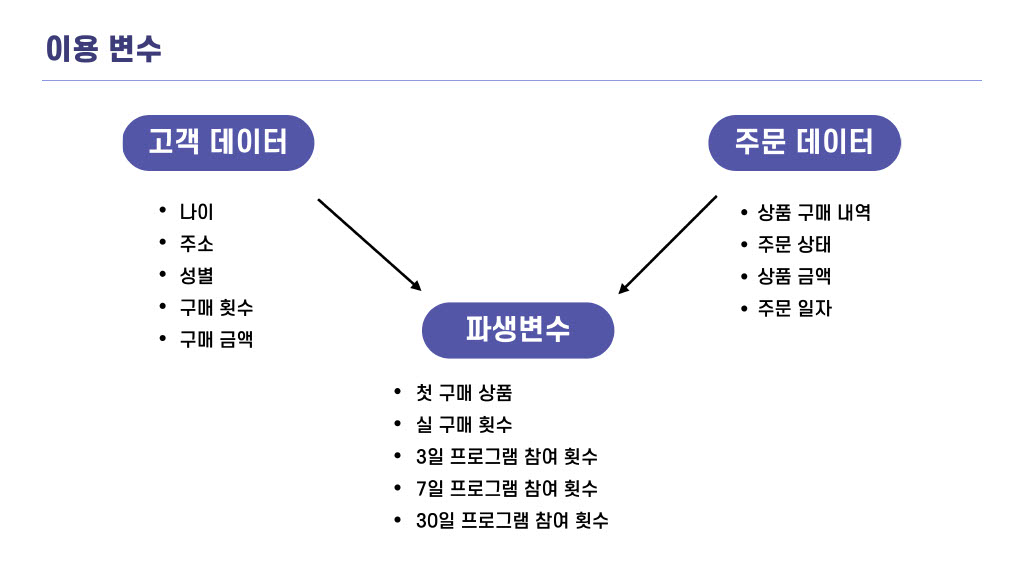 이용 변수
고객 데이터
• 나이
• 주소
• 성별
• 구매 횟수
• 구매 금액
주문 데이터
• 상품 구매 내역
• 주문 상태
• 상품 금액
• 주문 일자
파생변수
• 첫 구매 상품
• 실 구매 횟수
• 3일 프로그램 참여 횟수
• 7일 프로그램 참여 횟수
• 30일 프로그램 참여 횟수